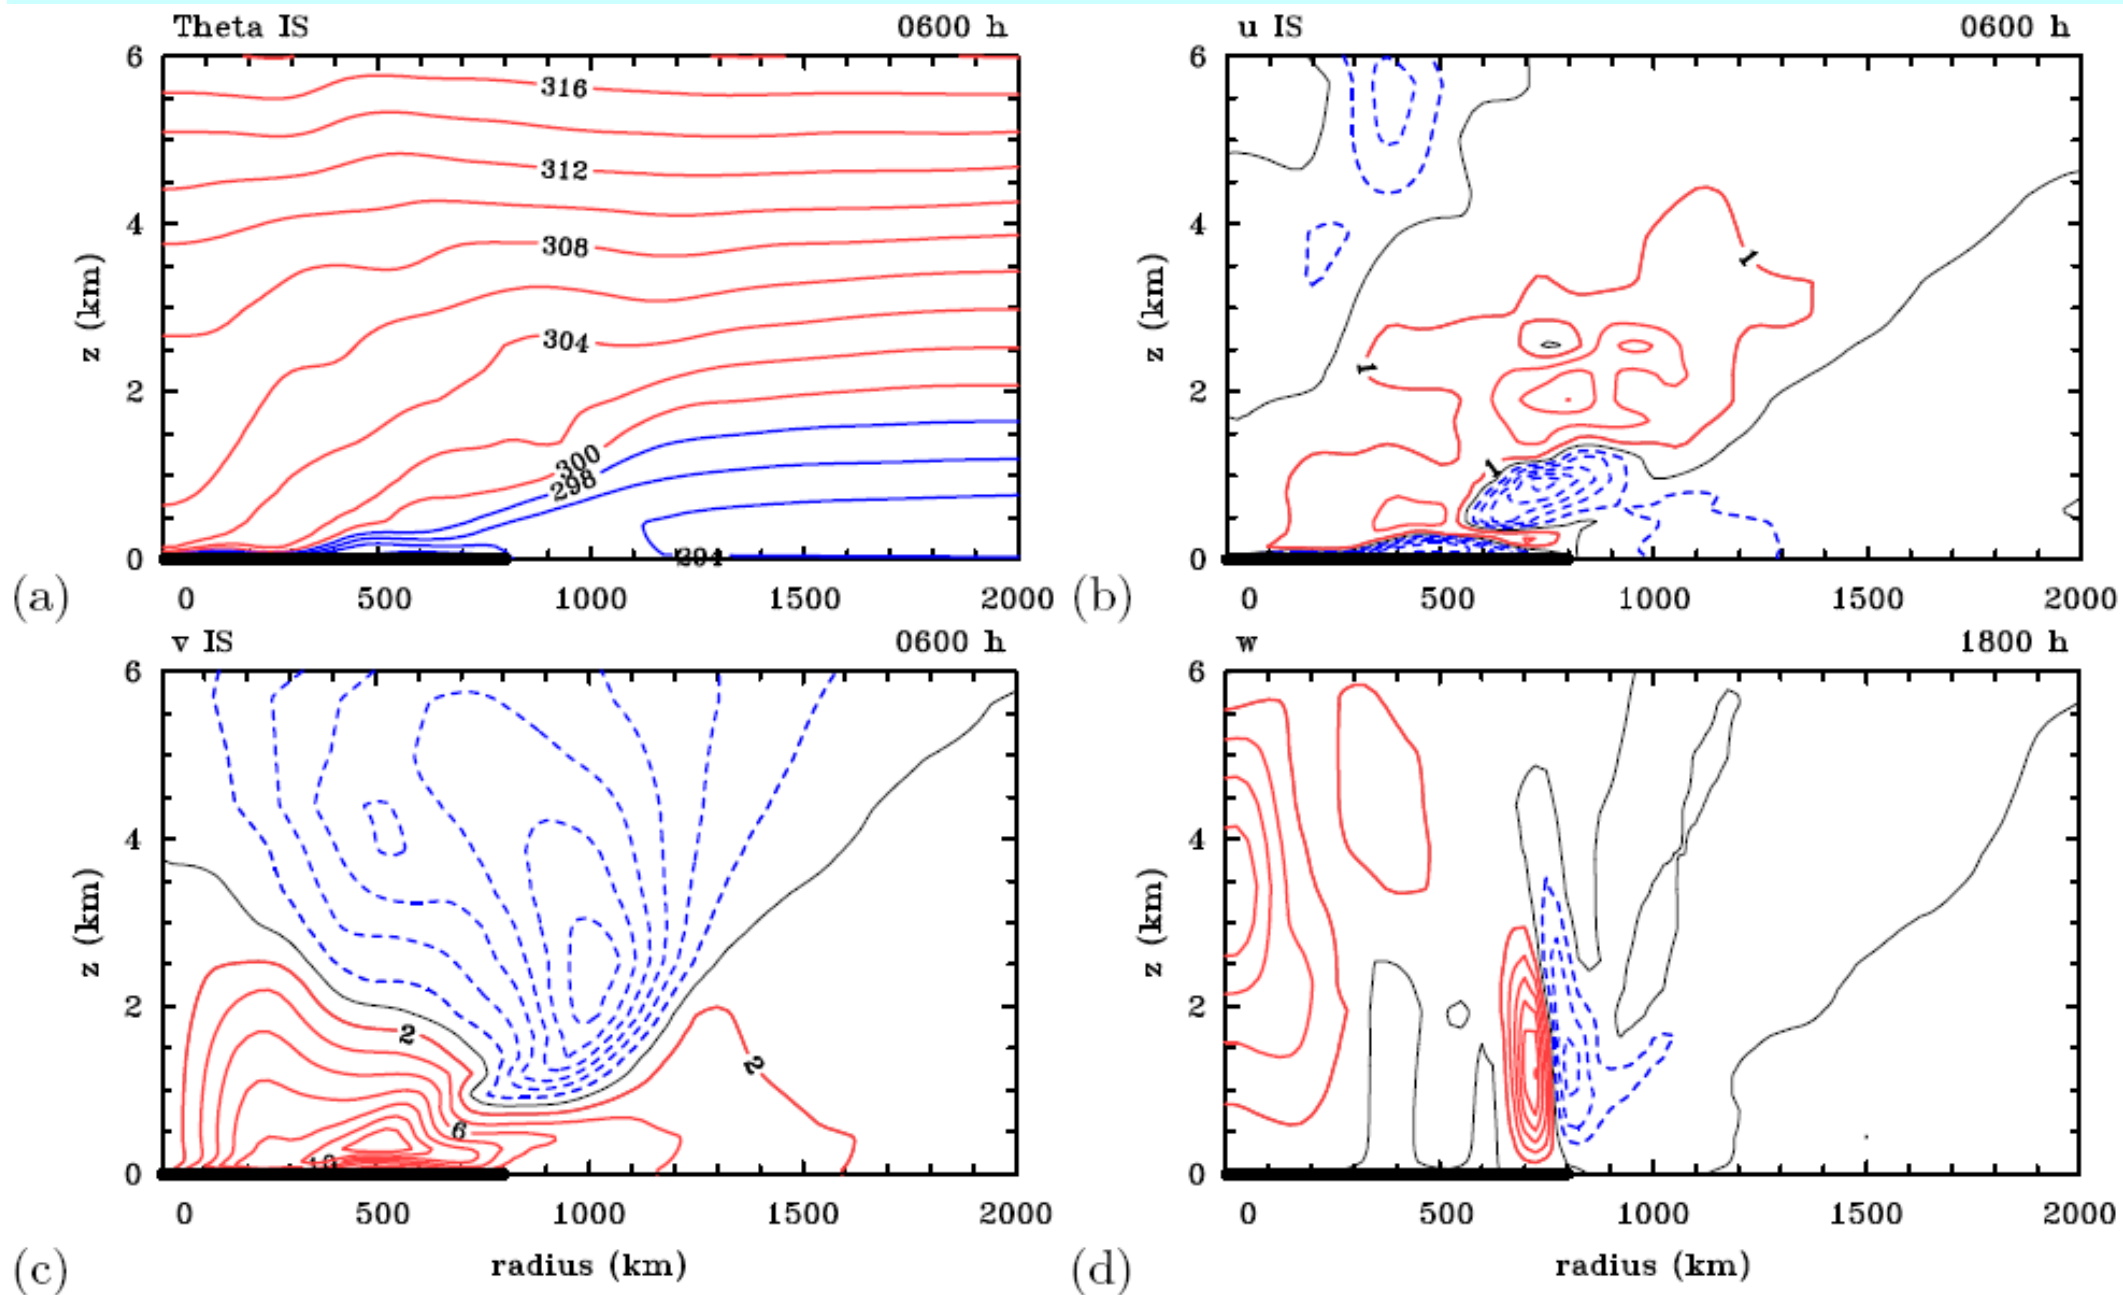 Theta IS 0600 h
6
316
312
4
308
z (km)
304
2
300
298
294
0
(a) 0 500 1000 1500 2000
u IS 0600 h
6
4
1
z (km)
1
2
1
0
(b) 0 500 1000 1500 2000
v IS 0600 h
6
4
z (km)
2
2
2
6
10
0
0 500 1000 1500 2000
(c) radius (km)
w 1800 h
6
4
z (km)
2
0
0 500 1000 1500 2000
(d) radius (km)